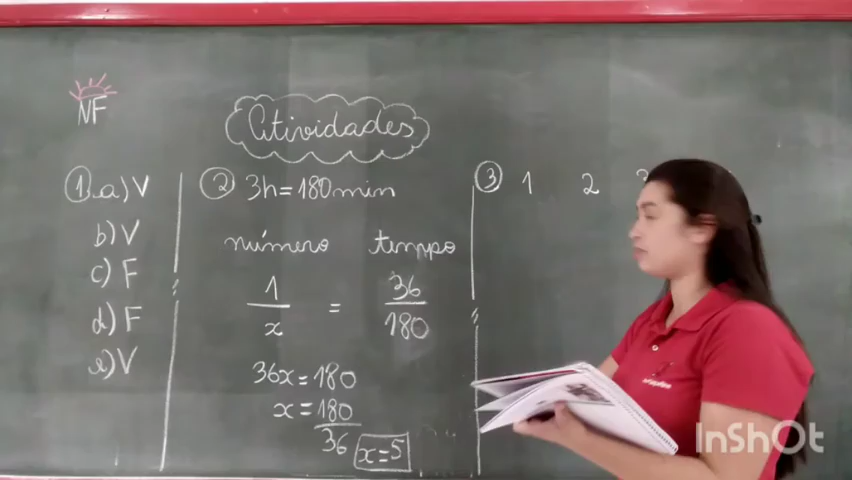 NF
Atividades
1 a) V
b) V
c) F
d) F
e) V
2 3h = 180 min
número tempo
1/x = 36/180
36x = 180
x = 180/36
x = 5
3 1 2
InShOt